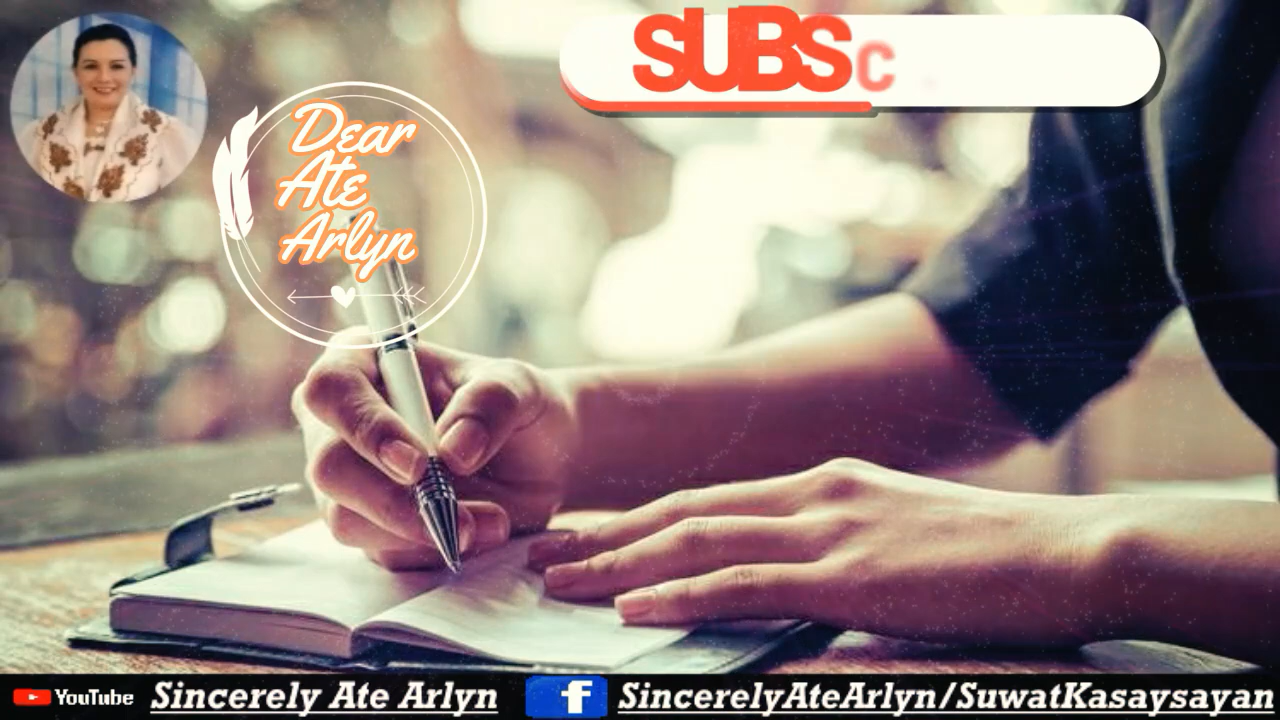 SUBSC
Dear
Ate
Arlyn
YouTube Sincerely Ate Arlyn
f SincerelyAteArlyn/SuwatKasaysayan